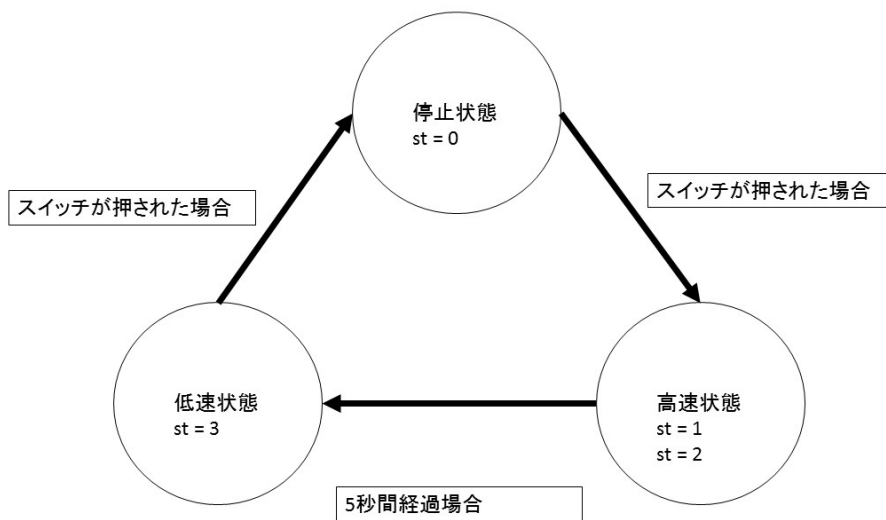 停止状態
st = 0
スイッチが押された場合
スイッチが押された場合
低速状態
st = 3
高速状態
st = 1
st = 2
5秒間経過場合